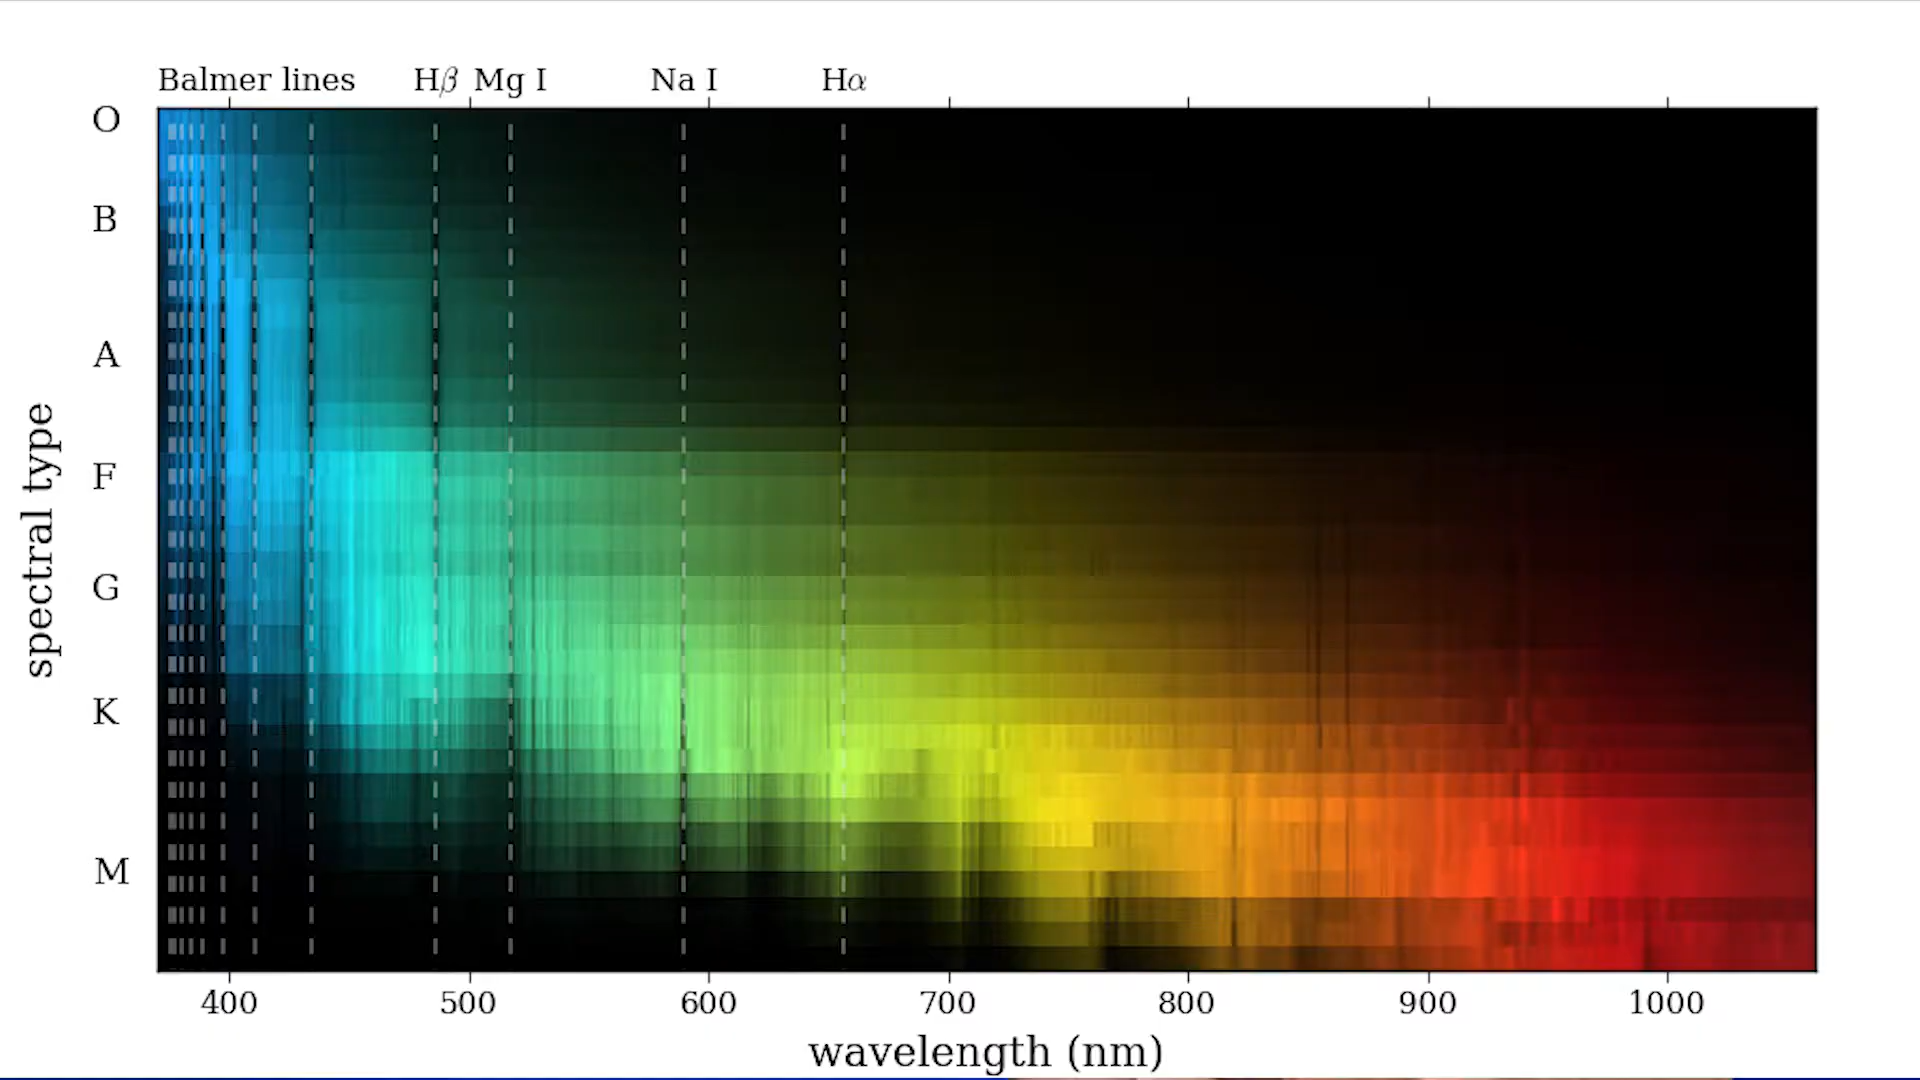 Balmer lines Hβ Mg I Na I Hα
O
B
A
F
G
K
M
spectral type
400 500 600 700 800 900 1000
wavelength (nm)